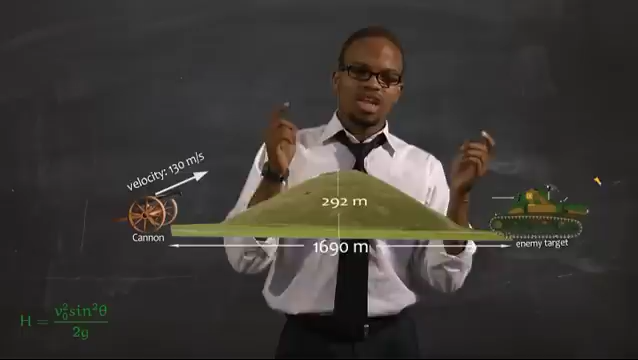 velocity: 130 m/s
292 m
Cannon
1690 m
enemy target
H = v₀²sin²θ / 2g